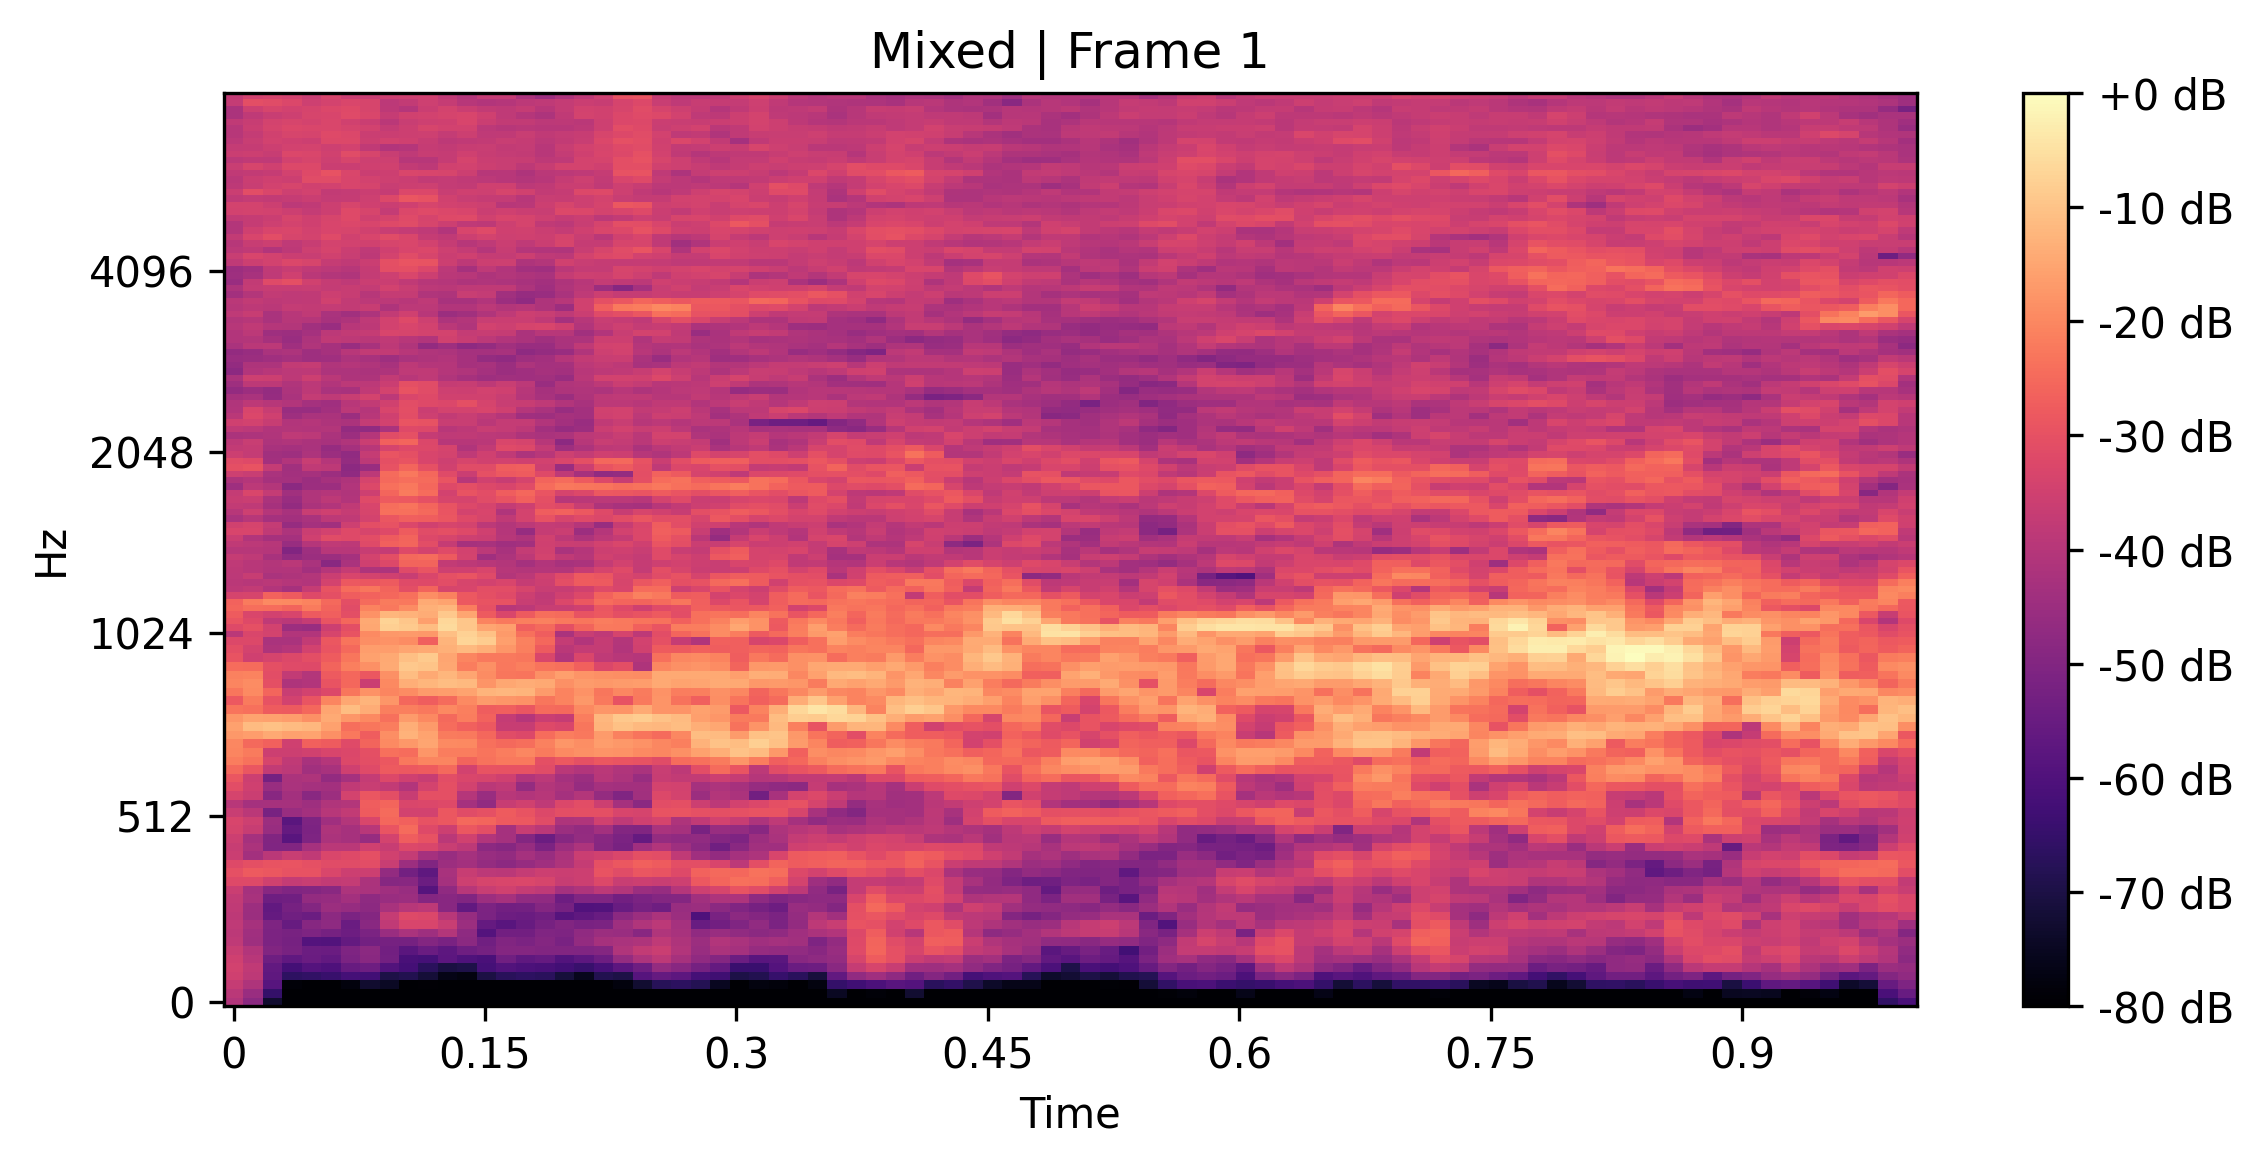 Mixed | Frame 1
Hz
4096
2048
1024
512
0
0 0.15 0.3 0.45 0.6 0.75 0.9
Time
+0 dB
-10 dB
-20 dB
-30 dB
-40 dB
-50 dB
-60 dB
-70 dB
-80 dB